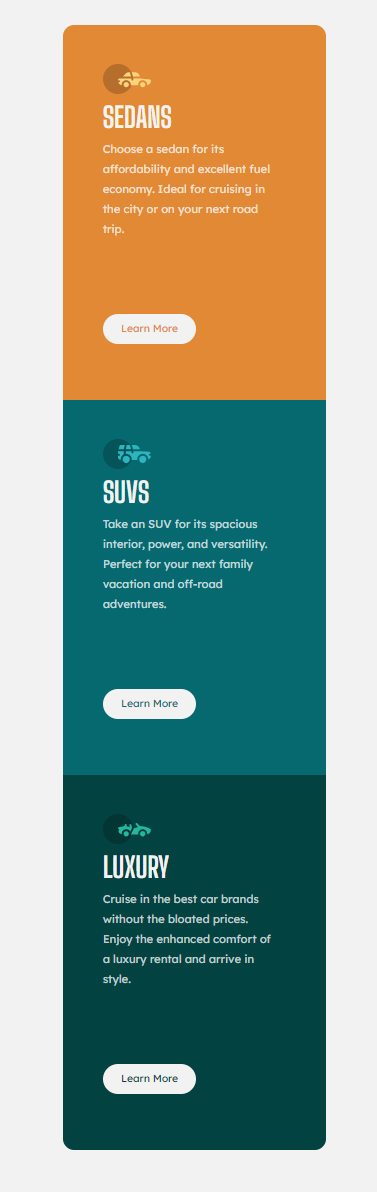 SEDANS
Choose a sedan for its
affordability and excellent fuel
economy. Ideal for cruising in
the city or on your next road
trip.
Learn More
SUVS
Take an SUV for its spacious
interior, power, and versatility.
Perfect for your next family
vacation and off-road
adventures.
Learn More
LUXURY
Cruise in the best car brands
without the bloated prices.
Enjoy the enhanced comfort of
a luxury rental and arrive in
style.
Learn More